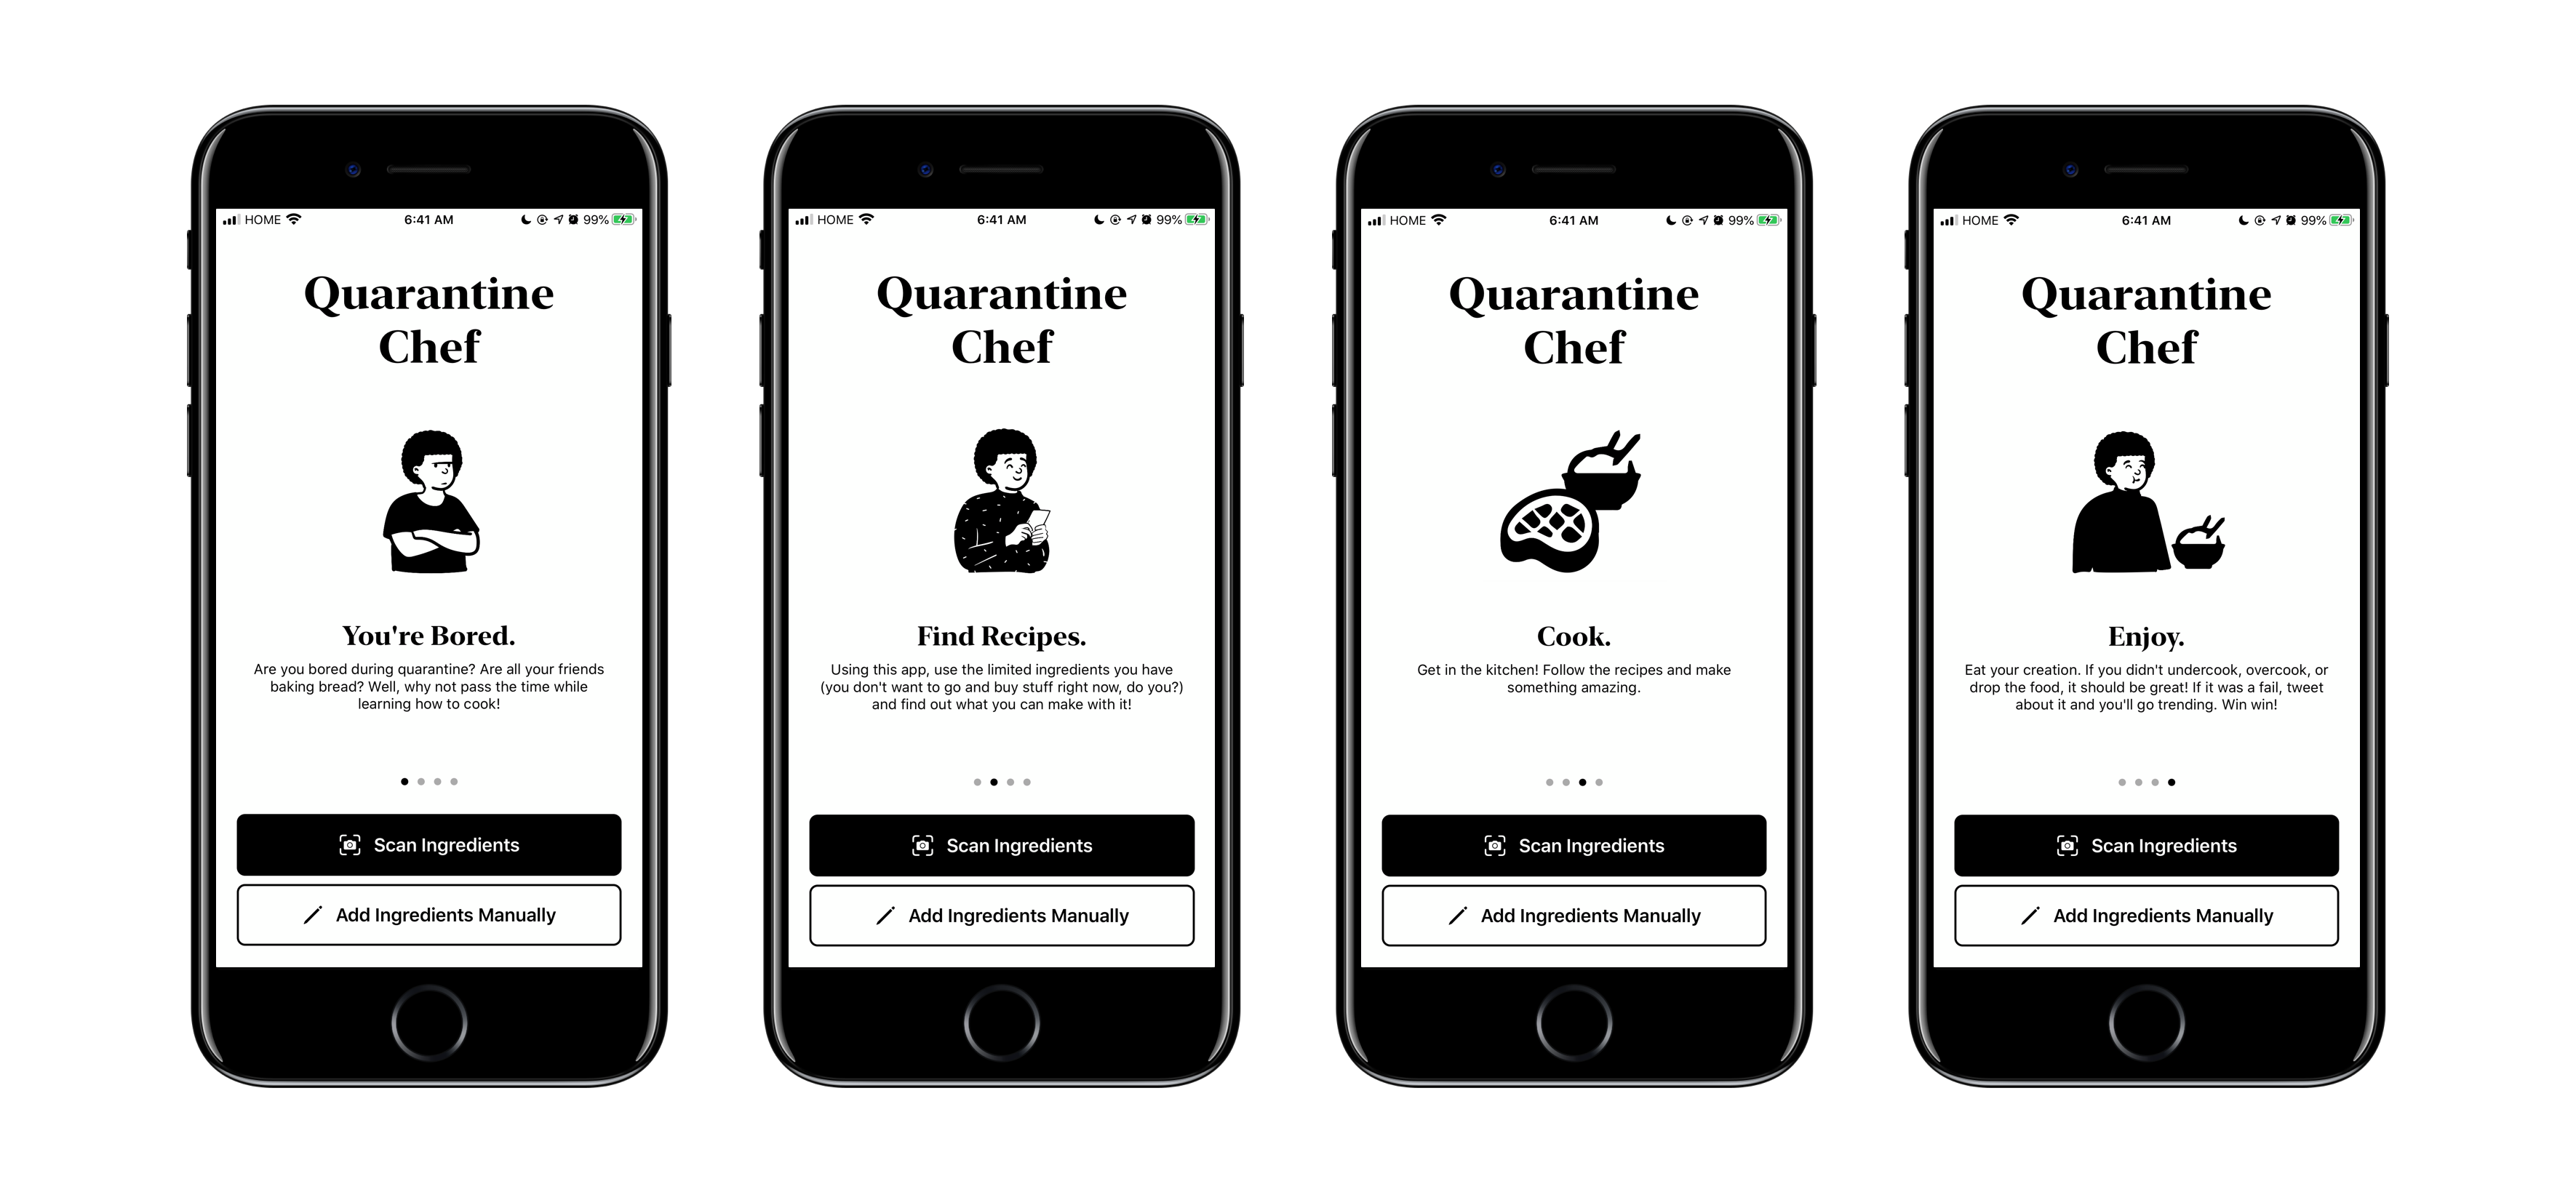 HOME 6:41 AM 99%
Quarantine
Chef
You're Bored.
Are you bored during quarantine? Are all your friends
baking bread? Well, why not pass the time while
learning how to cook!
Scan Ingredients
Add Ingredients Manually
HOME 6:41 AM 99%
Quarantine
Chef
Find Recipes.
Using this app, use the limited ingredients you have
(you don't want to go and buy stuff right now, do you?)
and find out what you can make with it!
Scan Ingredients
Add Ingredients Manually
HOME 6:41 AM 99%
Quarantine
Chef
Cook.
Get in the kitchen! Follow the recipes and make
something amazing.
Scan Ingredients
Add Ingredients Manually
HOME 6:41 AM 99%
Quarantine
Chef
Enjoy.
Eat your creation. If you didn't undercook, overcook, or
drop the food, it should be great! If it was a fail, tweet
about it and you'll go trending. Win win!
Scan Ingredients
Add Ingredients Manually